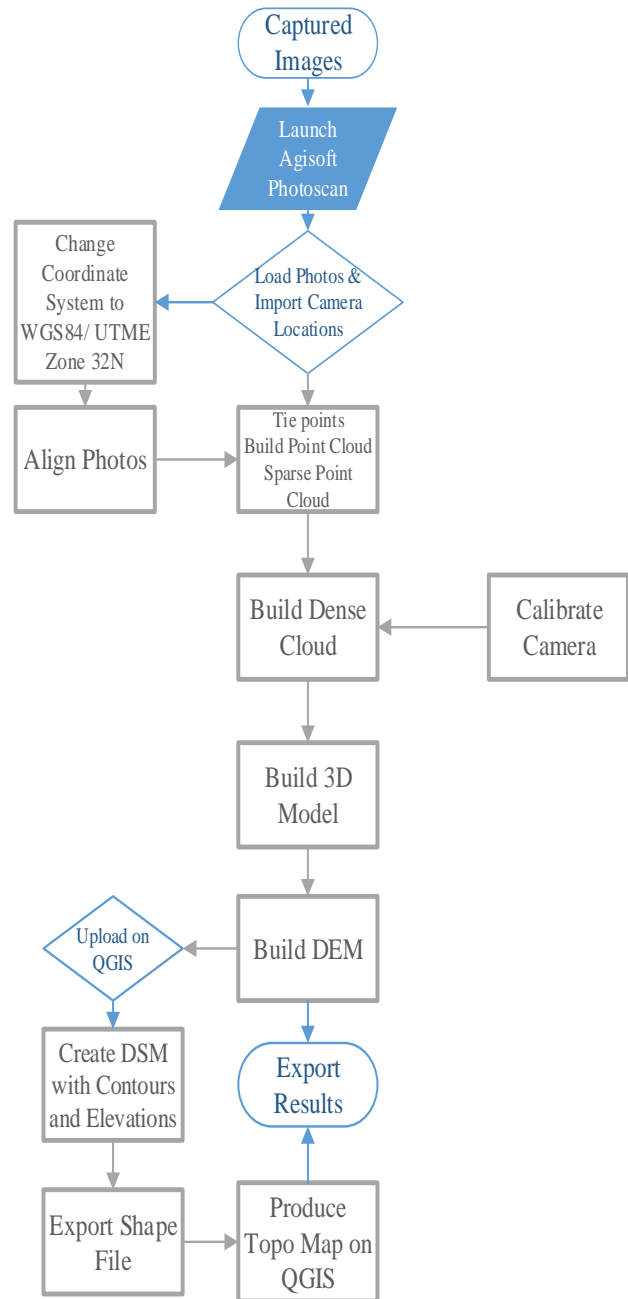 Captured
Images
Launch
Agisoft
Photoscan
Load Photos &
Import Camera
Locations
Change
Coordinate
System to
WGS84/ UTME
Zone 32N
Align Photos
Tie points
Build Point Cloud
Sparse Point
Cloud
Build Dense
Cloud
Calibrate
Camera
Build 3D
Model
Build DEM
Upload on
QGIS
Create DSM
with Contours
and Elevations
Export
Results
Export Shape
File
Produce
Topo Map on
QGIS